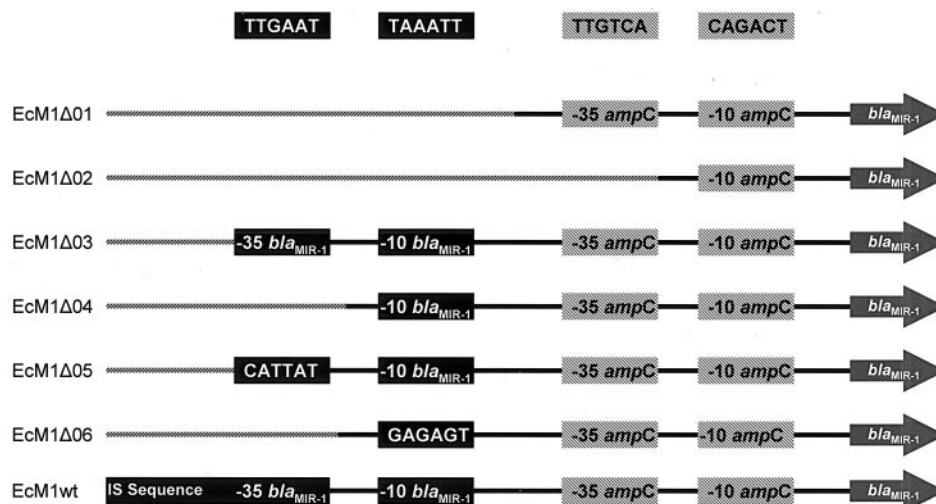 TTGAAT TAAATT TTGTCA CAGACT
EcM1Δ01 -35 ampC -10 ampC blaMIR-1
EcM1Δ02 -10 ampC blaMIR-1
EcM1Δ03 -35 blaMIR-1 -10 blaMIR-1 -35 ampC -10 ampC blaMIR-1
EcM1Δ04 -10 blaMIR-1 -35 ampC -10 ampC blaMIR-1
EcM1Δ05 CATTAT -10 blaMIR-1 -35 ampC -10 ampC blaMIR-1
EcM1Δ06 GAGAGT -35 ampC -10 ampC blaMIR-1
EcM1wt IS Sequence -35 blaMIR-1 -10 blaMIR-1 -35 ampC -10 ampC blaMIR-1